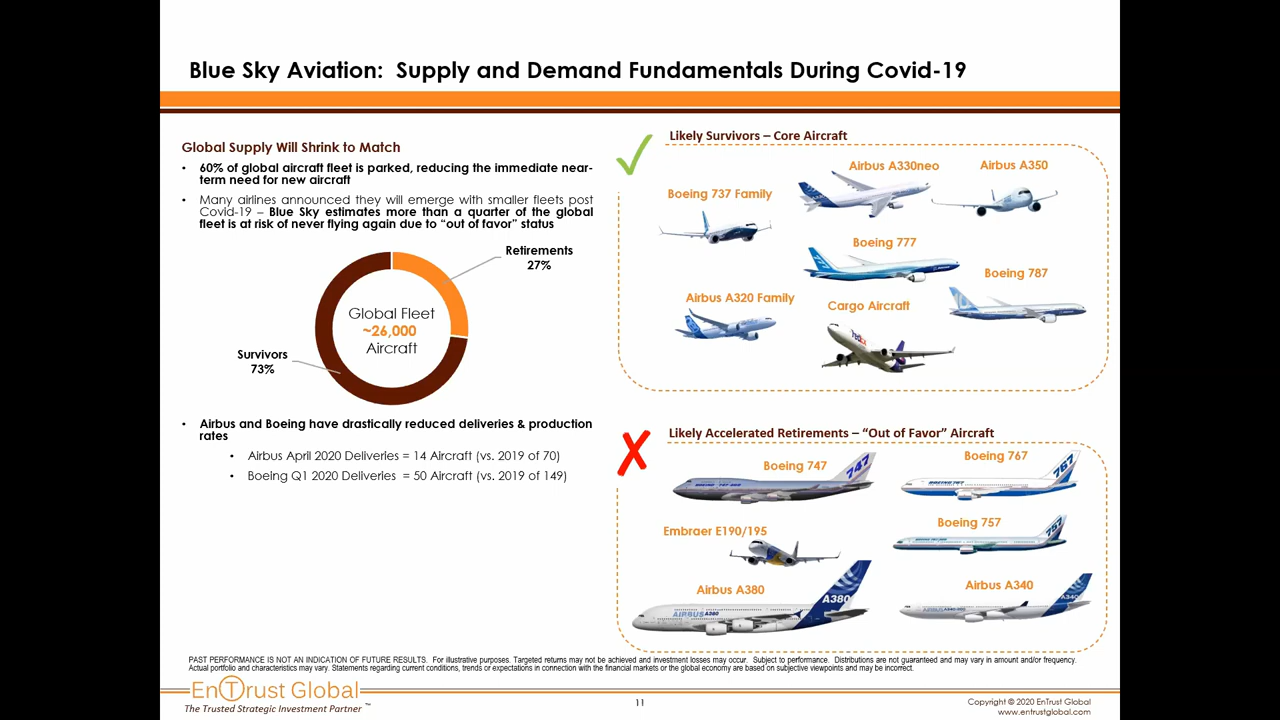 Blue Sky Aviation:  Supply and Demand Fundamentals During Covid-19
Global Supply Will Shrink to Match
• 60% of global aircraft fleet is parked, reducing the immediate near-
term need for new aircraft
• Many airlines announced they will emerge with smaller fleets post
Covid-19 – Blue Sky estimates more than a quarter of the global
fleet is at risk of never flying again due to “out of favor” status
Retirements
27%
Global Fleet
~26,000
Aircraft
Survivors
73%
• Airbus and Boeing have drastically reduced deliveries & production
rates
• Airbus April 2020 Deliveries = 14 Aircraft (vs. 2019 of 70)
• Boeing Q1 2020 Deliveries  = 50 Aircraft (vs. 2019 of 149)
Likely Survivors – Core Aircraft
Airbus A330neo
Airbus A350
Boeing 737 Family
Boeing 777
777
Boeing 787
Airbus A320 Family
Cargo Aircraft
FedEx
Likely Accelerated Retirements – “Out of Favor” Aircraft
Boeing 747
747
Boeing 767
767
BOEING 767
Embraer E190/195
Boeing 757
757
Airbus A380
A380
AIRBUS A380
Airbus A340
A340
PAST PERFORMANCE IS NOT AN INDICATION OF FUTURE RESULTS.  For illustrative purposes.  Targeted returns may not be achieved and investment losses may occur.  Subject to performance.  Distributions are not guaranteed and may vary in amount and/or frequency.
Actual portfolio and characteristics may vary. Statements regarding current conditions, trends or expectations in connection with the financial markets or the global economy are based on subjective viewpoints and may be incorrect.
EnTrust Global
The Trusted Strategic Investment Partner ™
11
Copyright © 2020 EnTrust Global
www.entrustglobal.com